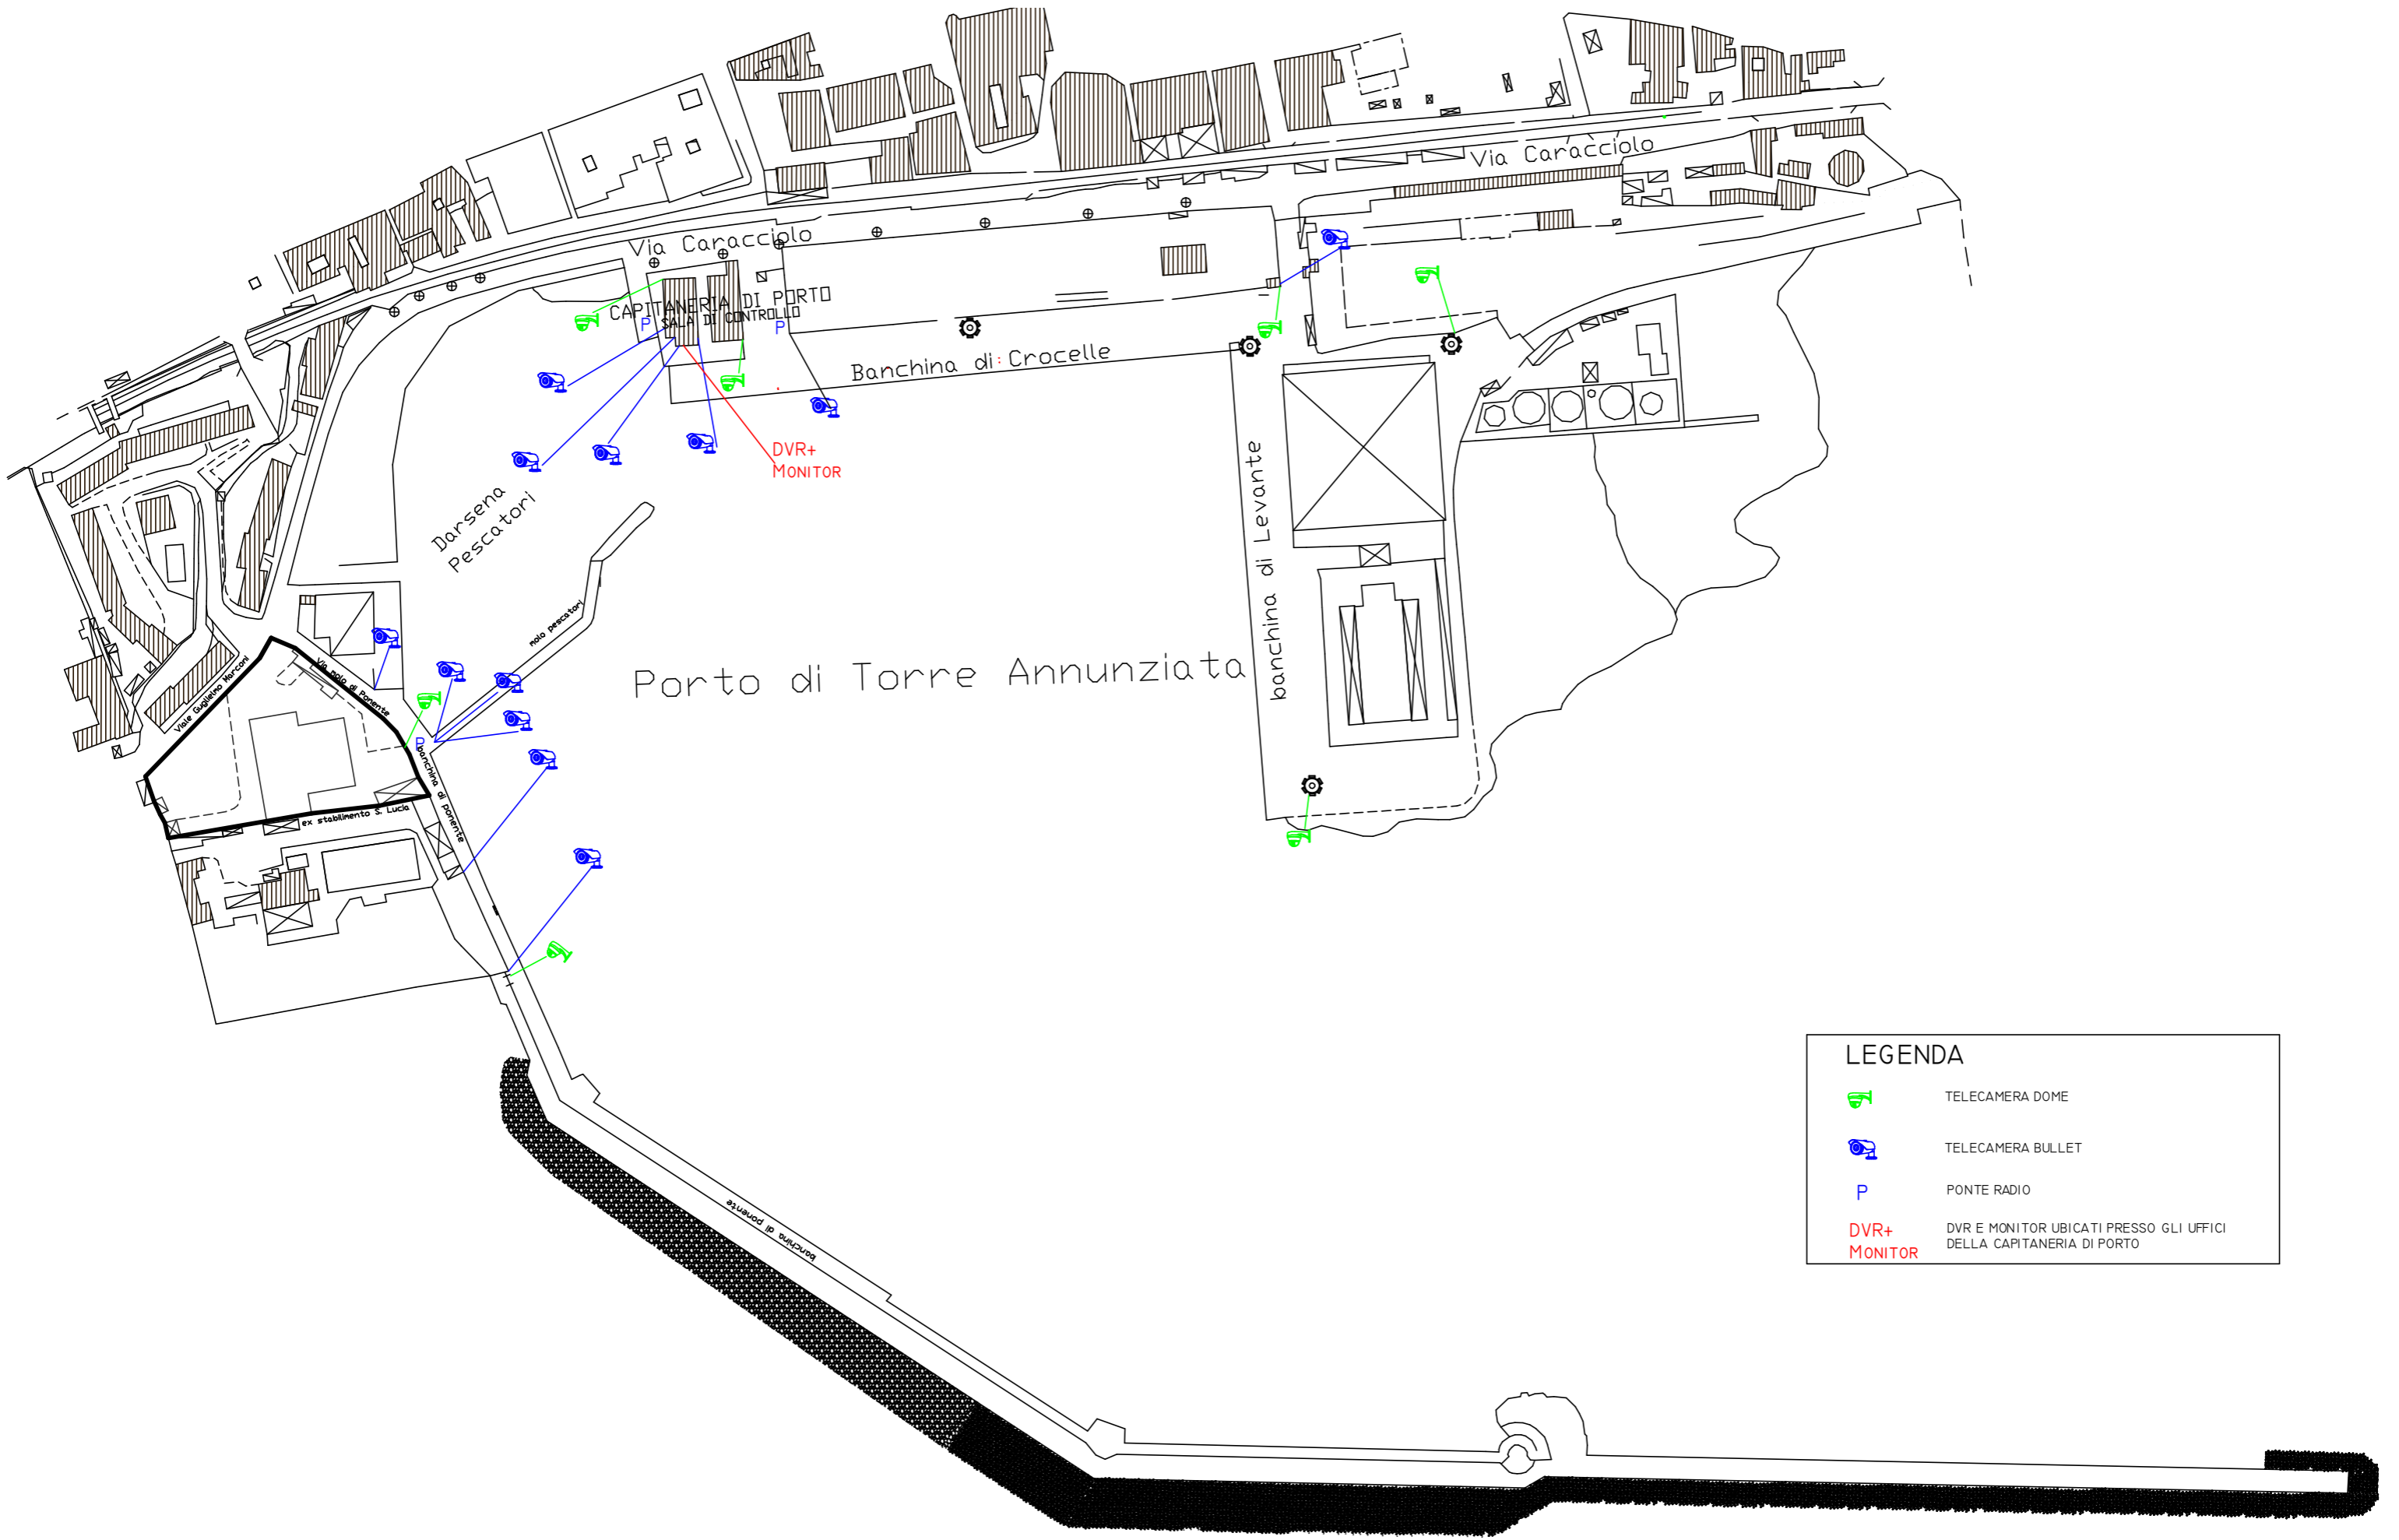 Via Caracciolo
Via Caracciolo
CAPITANERIA DI PORTO
P
SALA DI CONTROLLO
P
Banchina di Crocelle
DVR+
MONITOR
Darsena
Pescatori
banchina di Levante
molo pescatori
Porto di Torre Annunziata
Viale Guglielmo Marconi
Via molo di Ponente
P
banchina di ponente
ex stabilimento S. Lucia
banchina di ponente
LEGENDA
TELECAMERA DOME
TELECAMERA BULLET
P PONTE RADIO
DVR+ DVR E MONITOR UBICATI PRESSO GLI UFFICI
MONITOR DELLA CAPITANERIA DI PORTO